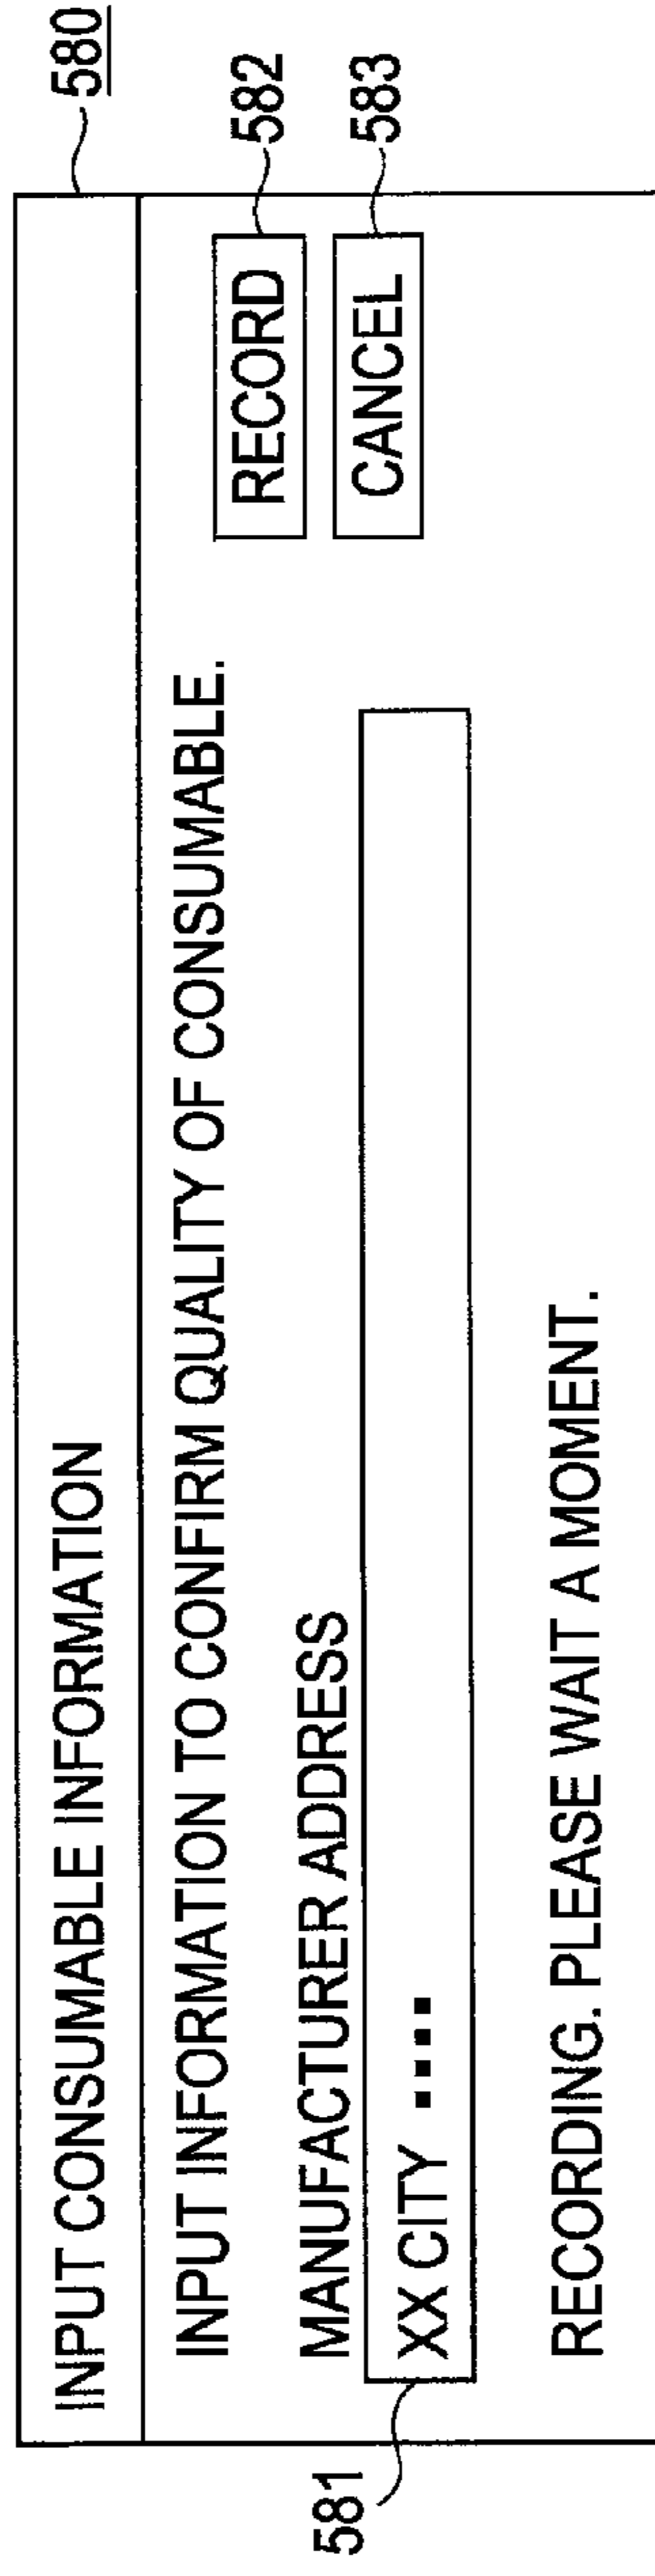 580
INPUT CONSUMABLE INFORMATION
INPUT INFORMATION TO CONFIRM QUALITY OF CONSUMABLE.
RECORD
582
MANUFACTURER ADDRESS
CANCEL
583
581
XX CITY ....
RECORDING. PLEASE WAIT A MOMENT.